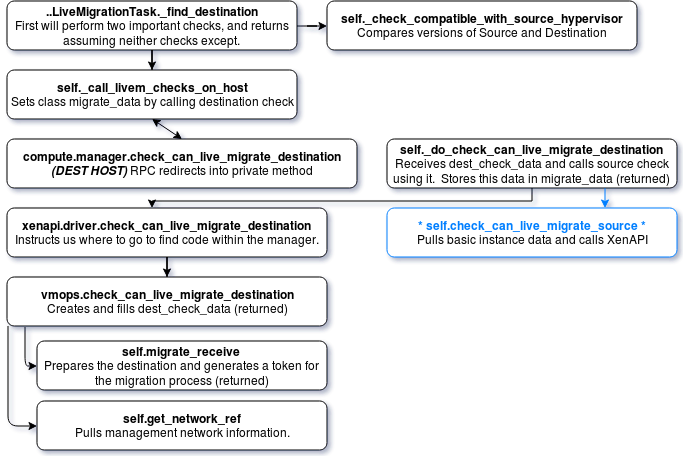 ..LiveMigrationTask._find_destination
First will perform two important checks, and returns
assuming neither checks except.
self._check_compatible_with_source_hypervisor
Compares versions of Source and Destination
self._call_livem_checks_on_host
Sets class migrate_data by calling destination check
compute.manager.check_can_live_migrate_destination
(DEST HOST) RPC redirects into private method
self._do_check_can_live_migrate_destination
Receives dest_check_data and calls source check
using it. Stores this data in migrate_data (returned)
xenapi.driver.check_can_live_migrate_destination
Instructs us where to go to find code within the manager.
* self.check_can_live_migrate_source *
Pulls basic instance data and calls XenAPI
vmops.check_can_live_migrate_destination
Creates and fills dest_check_data (returned)
self.migrate_receive
Prepares the destination and generates a token for
the migration process (returned)
self.get_network_ref
Pulls management network information.